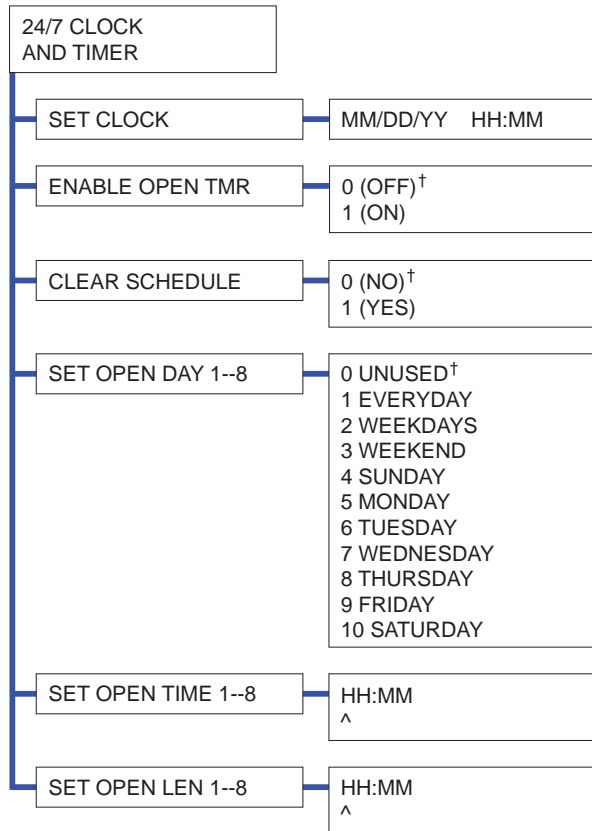 24/7 CLOCK
AND TIMER
SET CLOCK
MM/DD/YY HH:MM
ENABLE OPEN TMR
0 (OFF)†
1 (ON)
CLEAR SCHEDULE
0 (NO)†
1 (YES)
SET OPEN DAY 1--8
0 UNUSED†
1 EVERYDAY
2 WEEKDAYS
3 WEEKEND
4 SUNDAY
5 MONDAY
6 TUESDAY
7 WEDNESDAY
8 THURSDAY
9 FRIDAY
10 SATURDAY
SET OPEN TIME 1--8
HH:MM
^
SET OPEN LEN 1--8
HH:MM
^